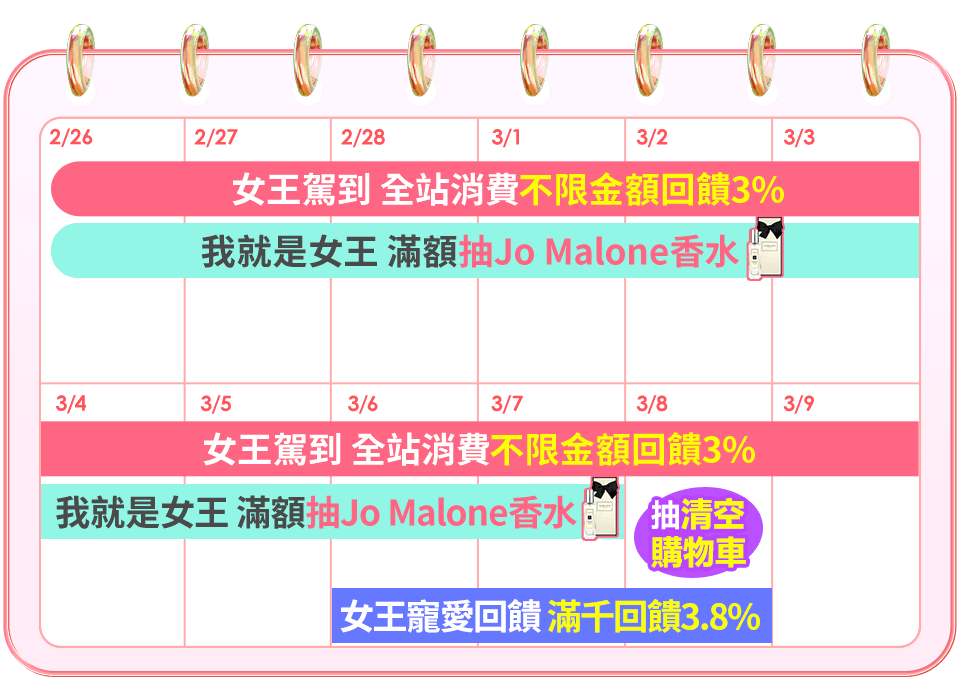 2/26 2/27 2/28 3/1 3/2 3/3
女王駕到 全站消費不限金額回饋3%
我就是女王 滿額抽Jo Malone香水
3/4 3/5 3/6 3/7 3/8 3/9
女王駕到 全站消費不限金額回饋3%
我就是女王 滿額抽Jo Malone香水
抽清空
購物車
女王寵愛回饋 滿千回饋3.8%